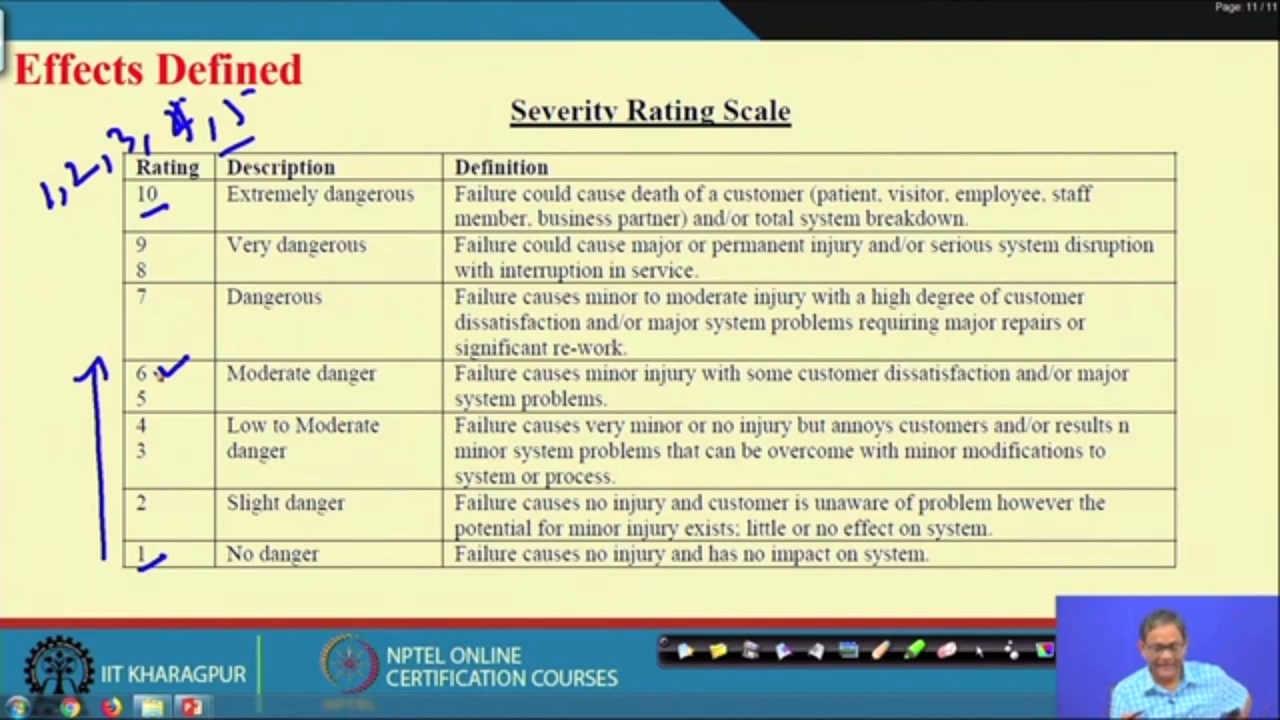 Page: 11 / 11
Effects Defined
1, 2, 3, 4, 5
Severity Rating Scale
Rating Description Definition
10 Extremely dangerous Failure could cause death of a customer (patient, visitor, employee, staff
member, business partner) and/or total system breakdown.
9 Very dangerous Failure could cause major or permanent injury and/or serious system disruption
8 with interruption in service.
7 Dangerous Failure causes minor to moderate injury with a high degree of customer
dissatisfaction and/or major system problems requiring major repairs or
significant re-work.
6 Moderate danger Failure causes minor injury with some customer dissatisfaction and/or major
5 system problems.
4 Low to Moderate Failure causes very minor or no injury but annoys customers and/or results n
3 danger minor system problems that can be overcome with minor modifications to
system or process.
2 Slight danger Failure causes no injury and customer is unaware of problem however the
potential for minor injury exists; little or no effect on system.
1 No danger Failure causes no injury and has no impact on system.
IIT KHARAGPUR
NPTEL ONLINE
CERTIFICATION COURSES